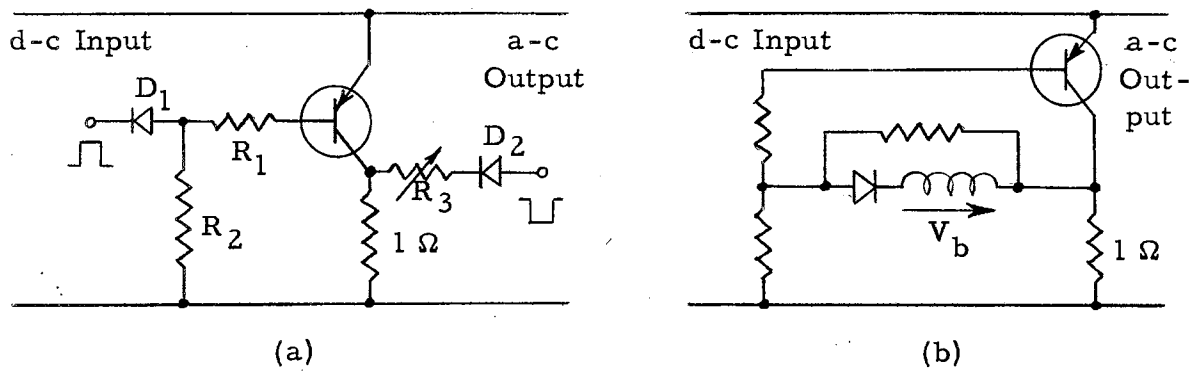 d-c Input
a-c
Output
D1
D2
R1
R3
R2
1 Ω
(a)
d-c Input
a-c
Out-
put
Vb
1 Ω
(b)